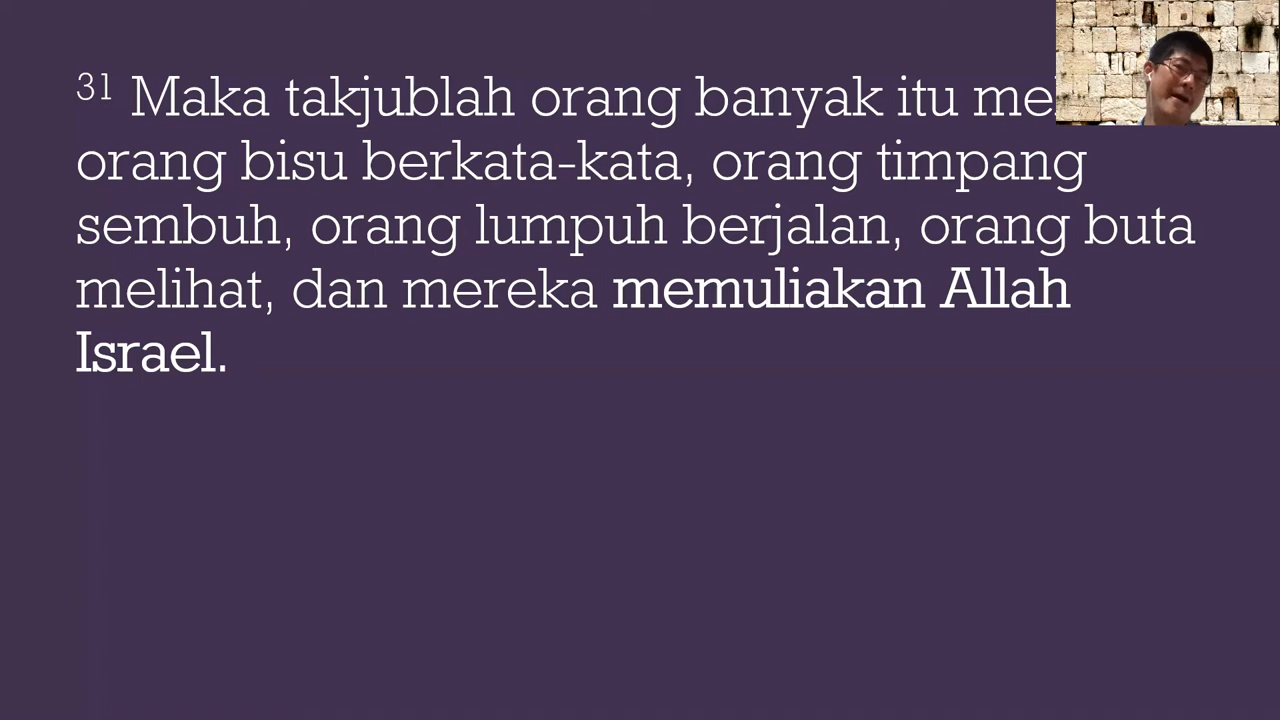 31 Maka takjublah orang banyak itu
orang bisu berkata-kata, orang timpang
sembuh, orang lumpuh berjalan, orang buta
melihat, dan mereka memuliakan Allah
Israel.